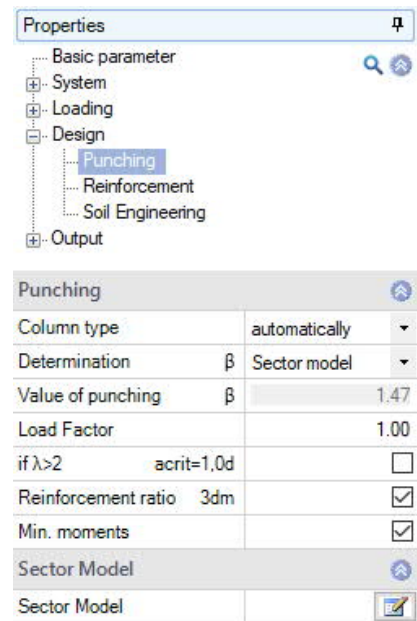 Properties
Basic parameter
System
Loading
Design
Punching
Reinforcement
Soil Engineering
Output
Punching
Column type automatically
Determination β Sector model
Value of punching β 1.47
Load Factor 1.00
if λ>2 acrit=1,0d
Reinforcement ratio 3dm
Min. moments
Sector Model
Sector Model